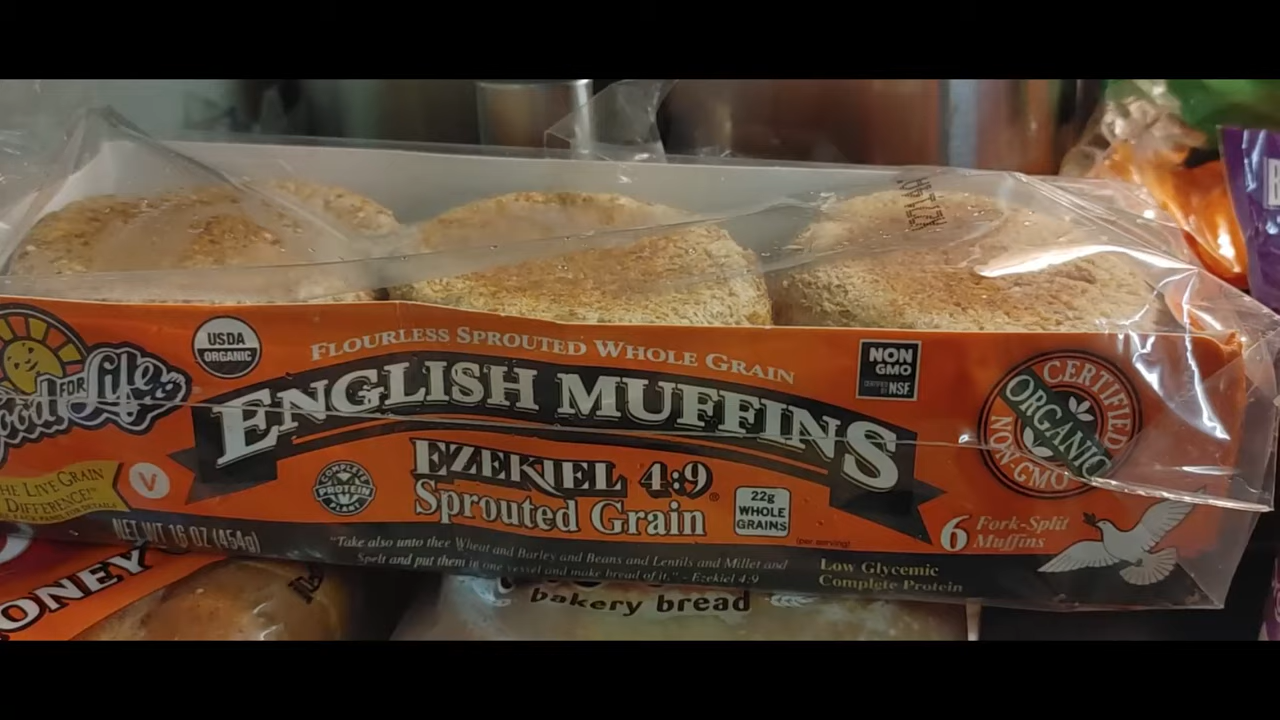 Food FOR Life
USDA
ORGANIC
FLOURLESS SPROUTED WHOLE GRAIN
ENGLISH MUFFINS
EZEKIEL 4:9®
Sprouted Grain
THE LIVE GRAIN
DIFFERENCE!"
V
COMPLETE
PROTEIN
PLANT
22g
WHOLE
GRAINS
(per serving)
NON
GMO
CERTIFIED
BY NSF
CERTIFIED
ORGANIC
NON-GMO
6 Fork-Split
Muffins
NET WT 16 OZ (454g)
"Take also unto thee Wheat and Barley and Beans and Lentils and Millet and
Spelt and put them in one vessel and make bread of it." - Ezekiel 4:9
Low Glycemic
Complete Protein
ONEY
bakery bread